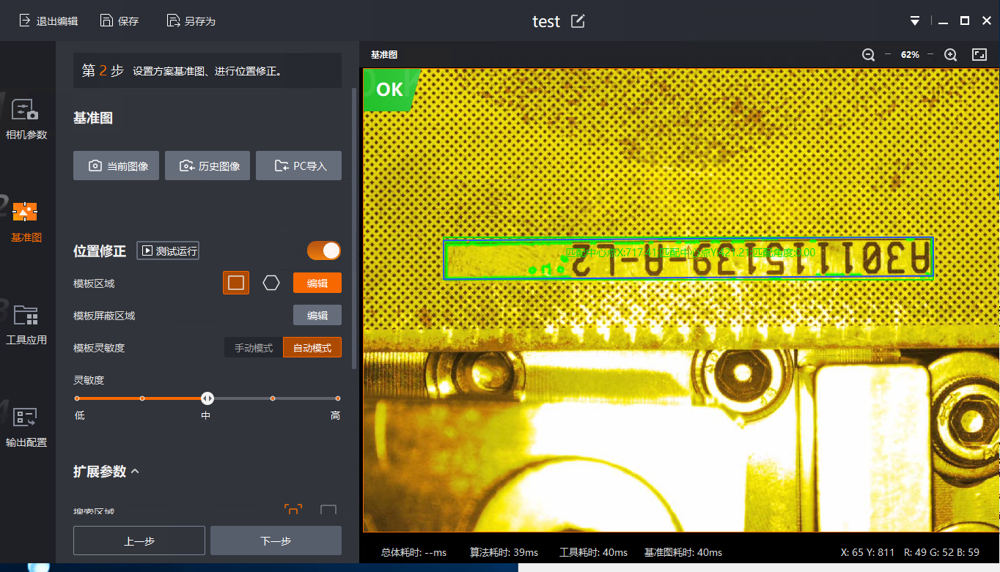 退出编辑 保存 另存为 test
第 2 步 设置方案基准图、进行位置修正。
相机参数
基准图
工具应用
输出配置
基准图
当前图像 历史图像 PC导入
位置修正 测试运行
模板区域 编辑
模板屏蔽区域 编辑
模板灵敏度 手动模式 自动模式
灵敏度
低 中 高
扩展参数
搜索区域
上一步 下一步
基准图 62%
OK
匹配中心点X:717.41 匹配中心点Y:421.21 匹配角度:0.00
总体耗时: --ms 算法耗时: 39ms 工具耗时: 40ms 基准图耗时: 40ms X: 65 Y: 811 R: 49 G: 52 B: 59